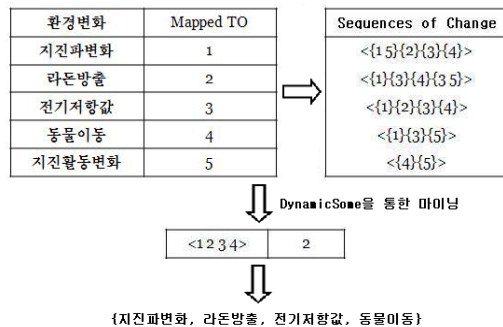 환경변화 Mapped TO
지진파변화 1
라돈방출 2
전기저항값 3
동물이동 4
지진활동변화 5
Sequences of Change
<{1 5}{2}{3}{4}>
<{1}{3}{4}{3 5}>
<{1}{2}{3}{4}>
<{1}{3}{5}>
<{4}{5}>
DynamicSome을 통한 마이닝
<1 2 3 4> 2
{지진파변화, 라돈방출, 전기저항값, 동물이동}